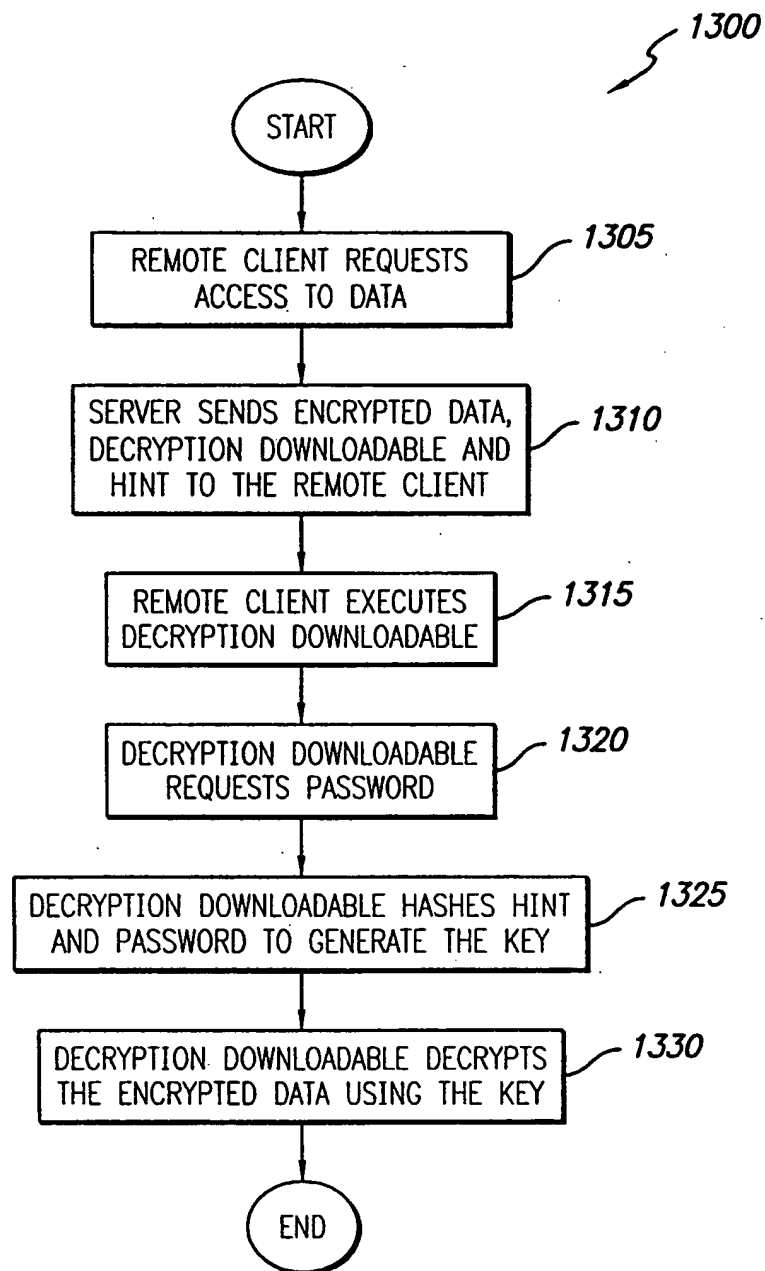 1300
START
1305
REMOTE CLIENT REQUESTS
ACCESS TO DATA
1310
SERVER SENDS ENCRYPTED DATA,
DECRYPTION DOWNLOADABLE AND
HINT TO THE REMOTE CLIENT
1315
REMOTE CLIENT EXECUTES
DECRYPTION DOWNLOADABLE
1320
DECRYPTION DOWNLOADABLE
REQUESTS PASSWORD
1325
DECRYPTION DOWNLOADABLE HASHES HINT
AND PASSWORD TO GENERATE THE KEY
1330
DECRYPTION DOWNLOADABLE DECRYPTS
THE ENCRYPTED DATA USING THE KEY
END